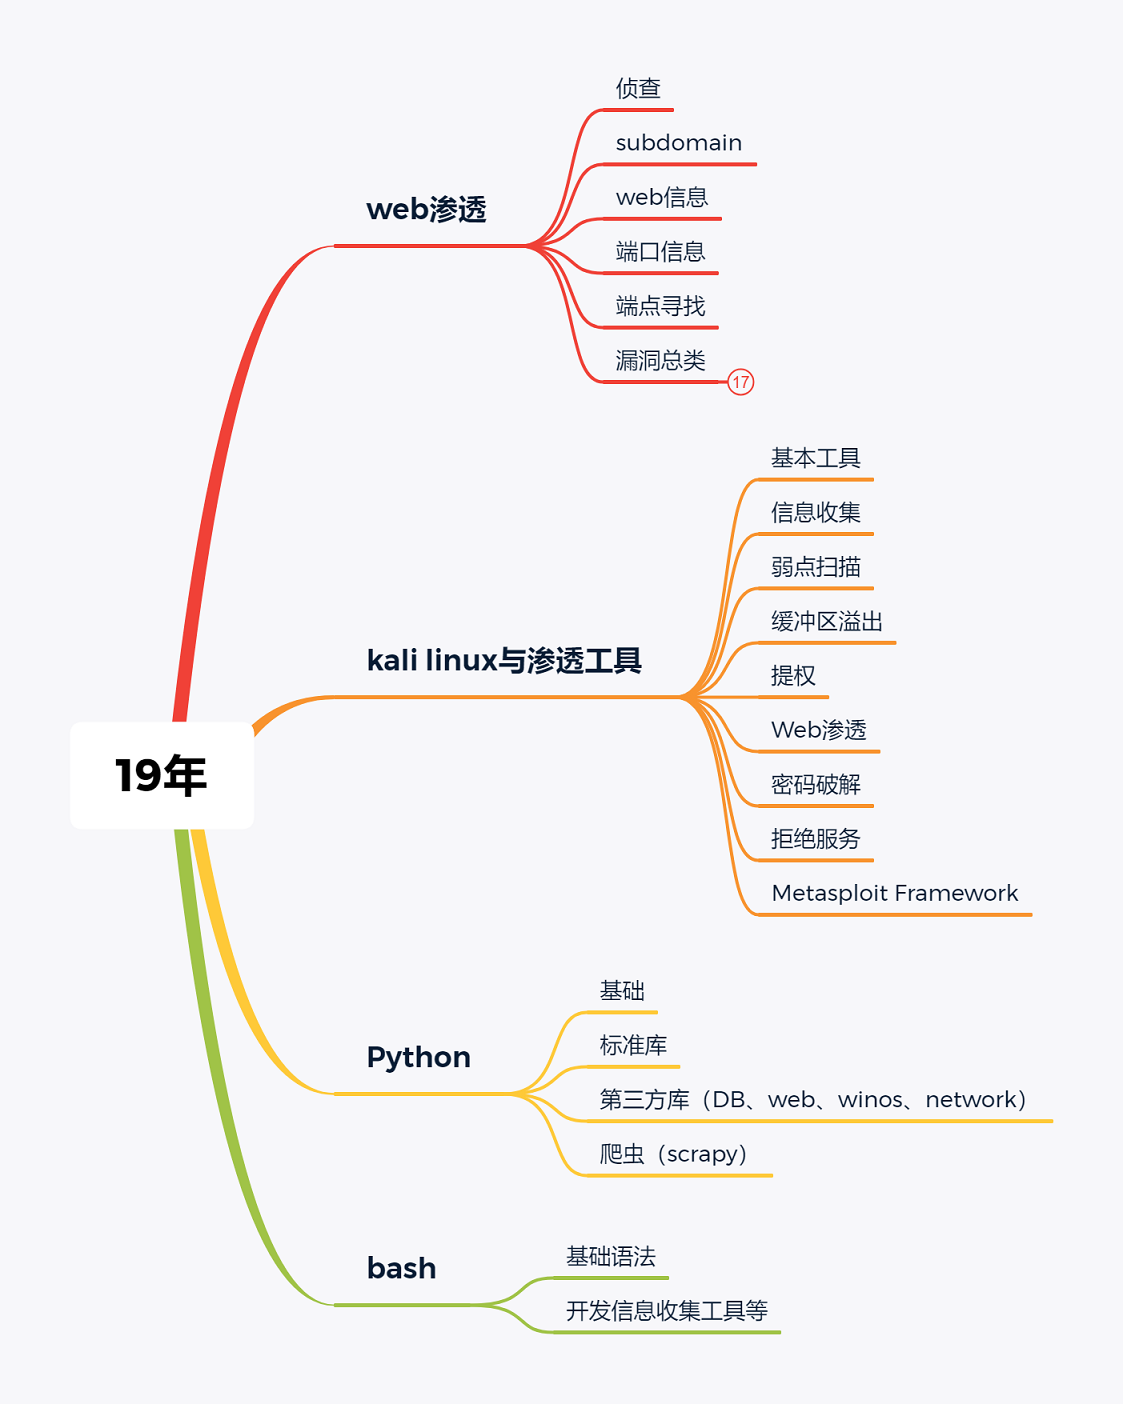 侦查
subdomain
web信息
web渗透
端口信息
端点寻找
漏洞总类
17
基本工具
信息收集
弱点扫描
缓冲区溢出
kali linux与渗透工具
提权
Web渗透
密码破解
拒绝服务
Metasploit Framework
19年
基础
标准库
Python
第三方库（DB、web、winos、network）
爬虫（scrapy）
基础语法
bash
开发信息收集工具等